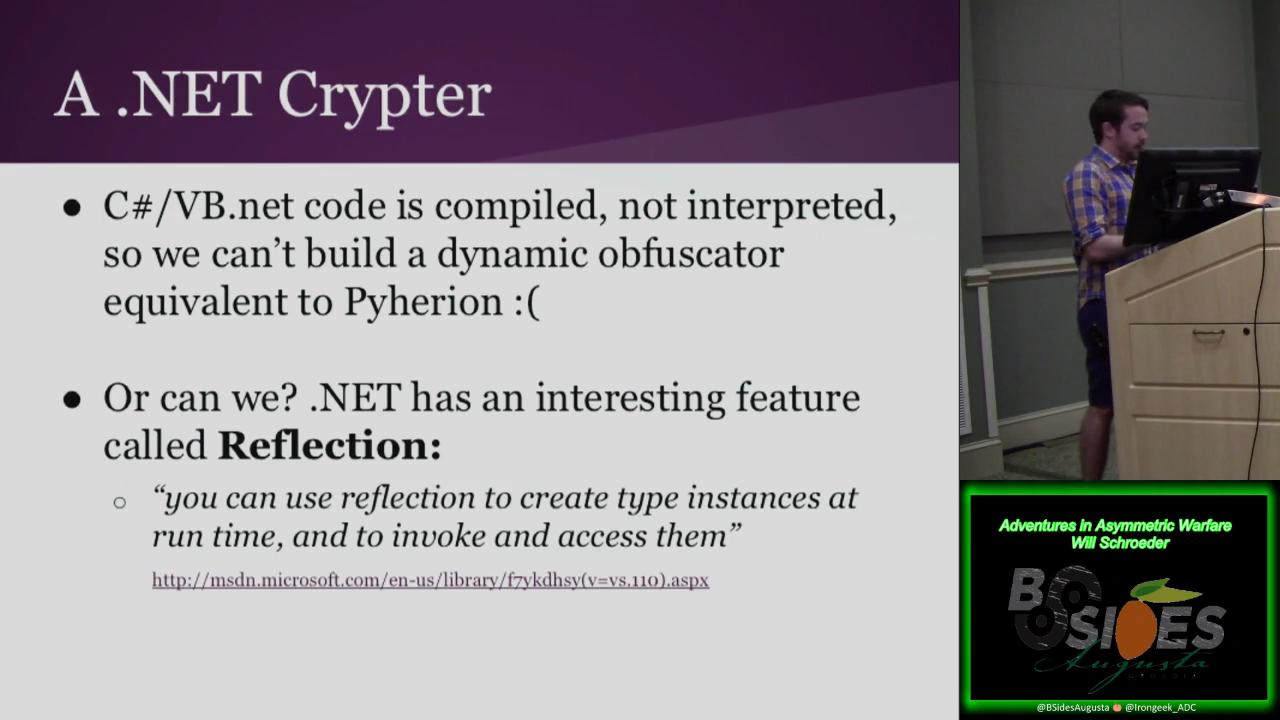 A .NET Crypter
● C#/VB.net code is compiled, not interpreted,
so we can’t build a dynamic obfuscator
equivalent to Pyherion :(
● Or can we? .NET has an interesting feature
called Reflection:
○ “you can use reflection to create type instances at
run time, and to invoke and access them”
http://msdn.microsoft.com/en-us/library/f7ykdhsy(v=vs.110).aspx
Adventures in Asymmetric Warfare
Will Schroeder
BSIDES
Augusta
GEORGIA
@BSidesAugusta @Irongeek_ADC